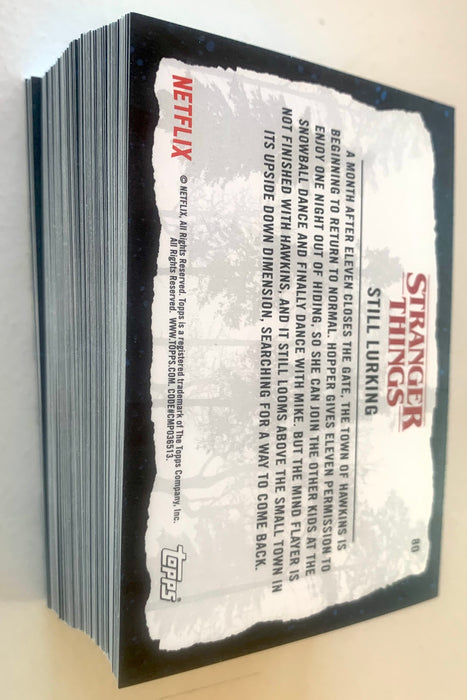 80
STRANGER
THINGS
STILL LURKING
A MONTH AFTER ELEVEN CLOSES THE GATE, THE TOWN OF HAWKINS IS
BEGINNING TO RETURN TO NORMAL. HOPPER GIVES ELEVEN PERMISSION TO
ENJOY ONE NIGHT OUT OF HIDING, SO SHE CAN JOIN THE OTHER KIDS AT THE
SNOWBALL DANCE AND FINALLY DANCE WITH MIKE. BUT THE MIND FLAYER IS
NOT FINISHED WITH HAWKINS, AND IT STILL LOOMS ABOVE THE SMALL TOWN IN
ITS UPSIDE DOWN DIMENSION, SEARCHING FOR A WAY TO COME BACK.
NETFLIX
© NETFLIX. All Rights Reserved. Topps is a registered trademark of The Topps Company, Inc.
All Rights Reserved. WWW.TOPPS.COM. CODE#CMP036513.
topps®